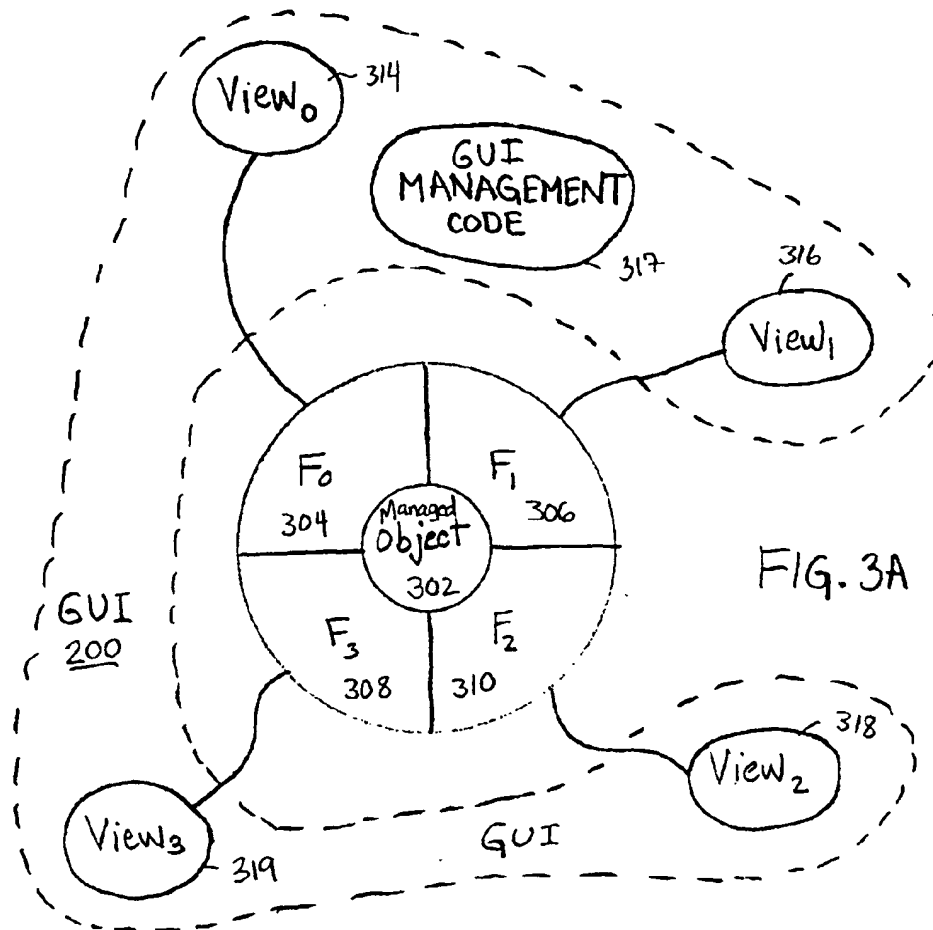 View₀
314
GUI
MANAGEMENT
CODE
317
316
View₁
F₀
304
F₁
306
Managed
Object
302
FIG. 3A
GUI
200
F₃
308
F₂
310
View₂
318
View₃
319
GUI